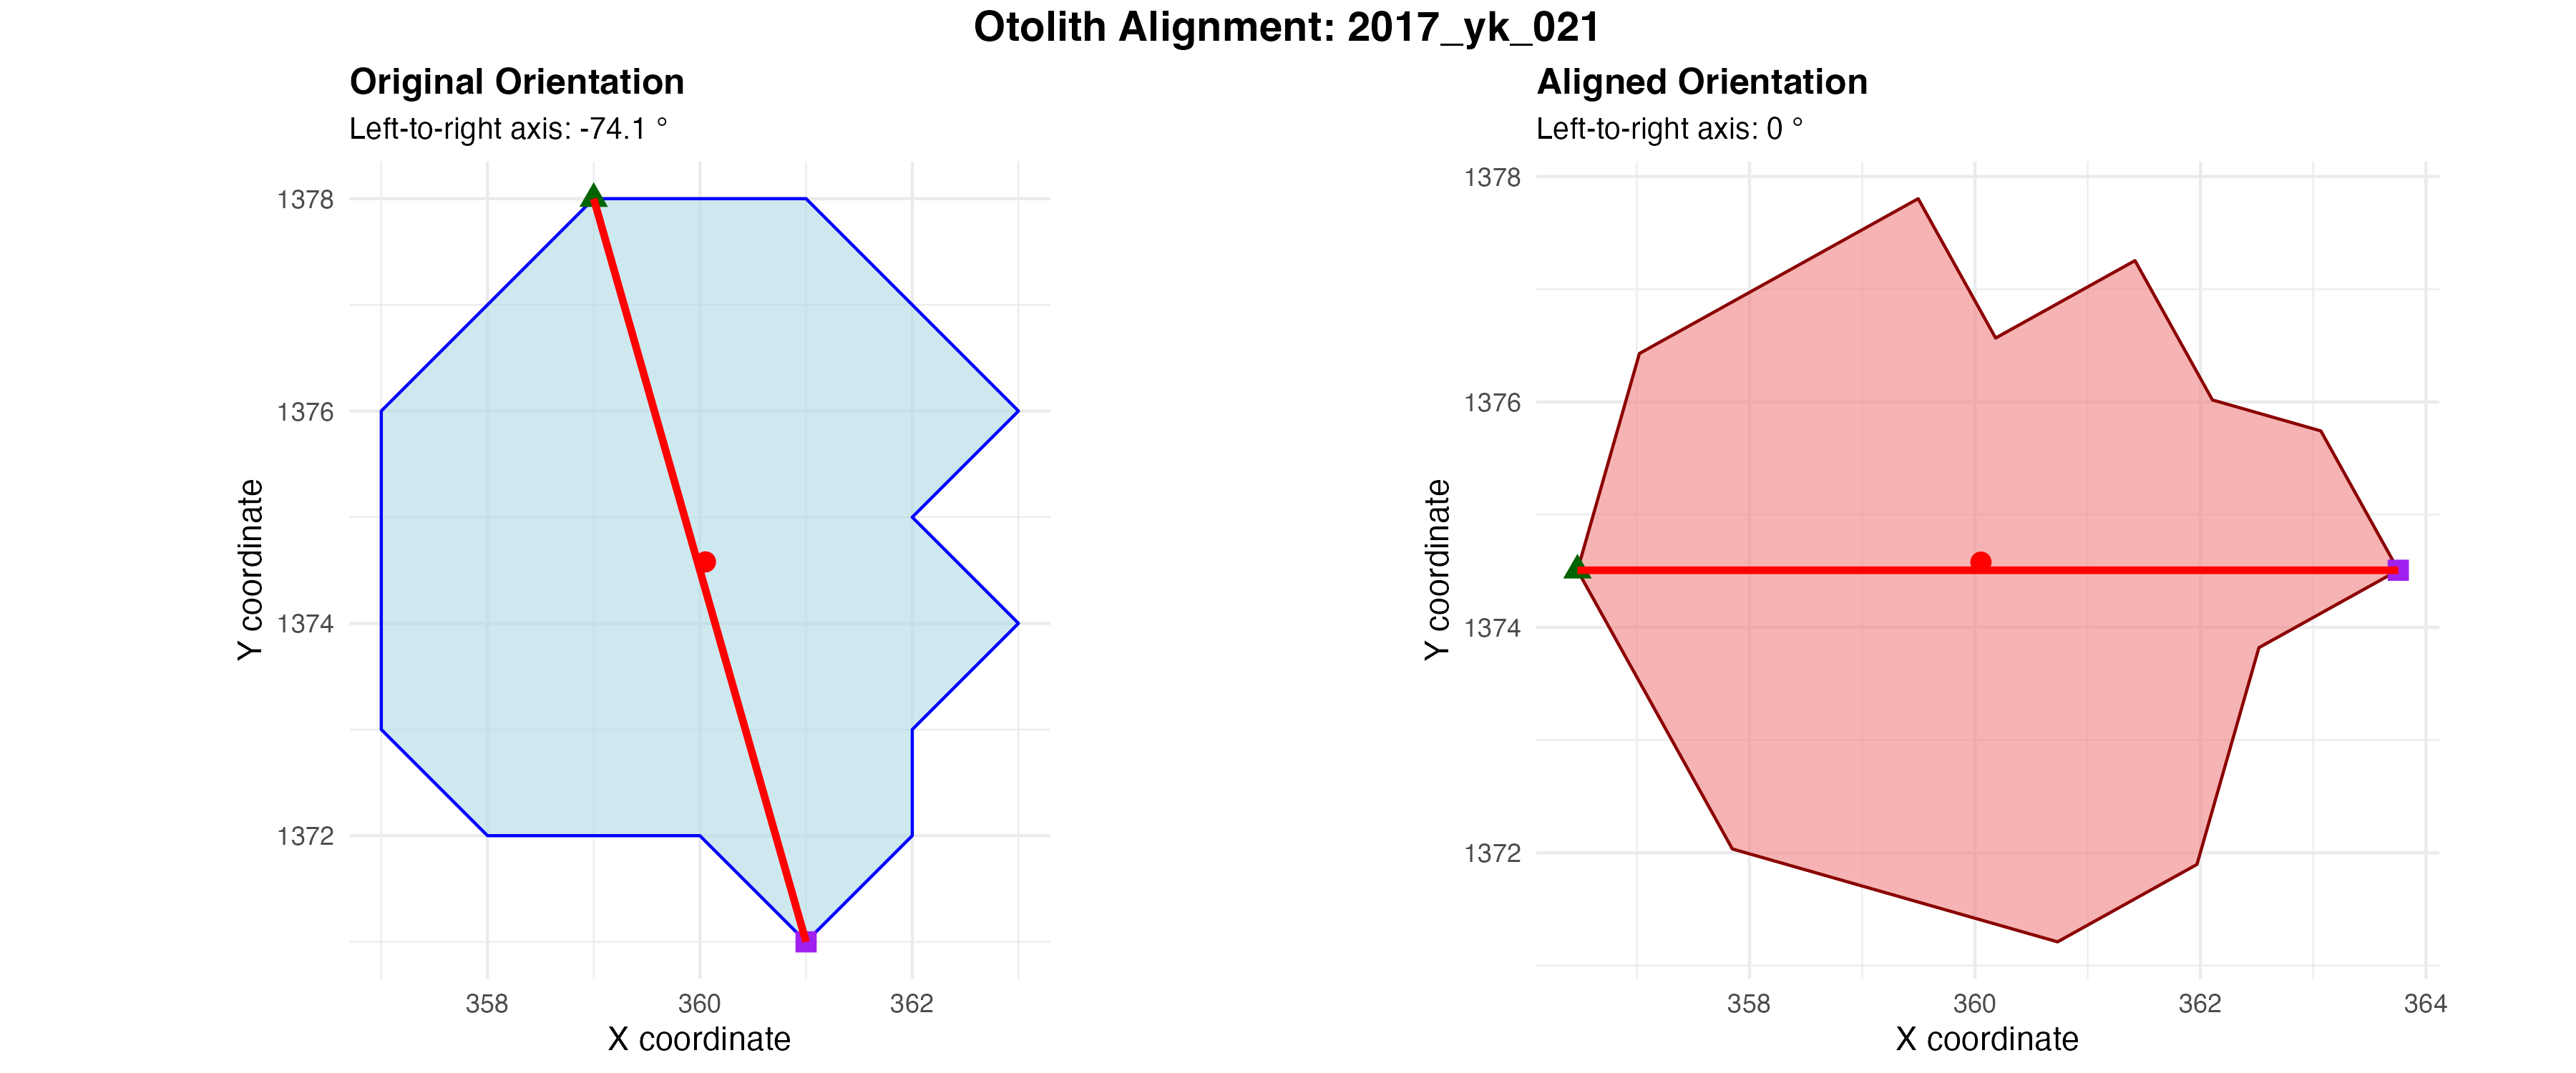 Otolith Alignment: 2017_yk_021
Original Orientation
Left-to-right axis: -74.1 °
1378
1376
1374
1372
Y coordinate
358 360 362
X coordinate
Aligned Orientation
Left-to-right axis: 0 °
1378
1376
1374
1372
Y coordinate
358 360 362 364
X coordinate